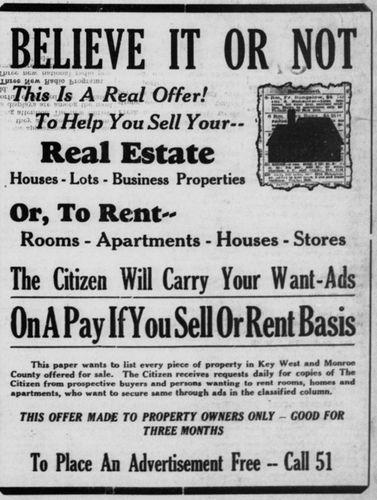 BELIEVE IT OR NOT
Three New Radio Programs
This Is A Real Offer!
To Help You Sell Your--
Real Estate
Houses - Lots - Business Properties
Or, To Rent--
Rooms - Apartments - Houses - Stores
The Citizen Will Carry Your Want-Ads
On A Pay If You Sell Or Rent Basis
This paper wants to list every piece of property in Key West and Monroe
County offered for sale. The Citizen receives requests daily for copies of The
Citizen from prospective buyers and persons wanting to rent rooms, homes and
apartments, who want to secure same through ads in the classified column.
THIS OFFER MADE TO PROPERTY OWNERS ONLY -- GOOD FOR
THREE MONTHS
To Place An Advertisement Free -- Call 51